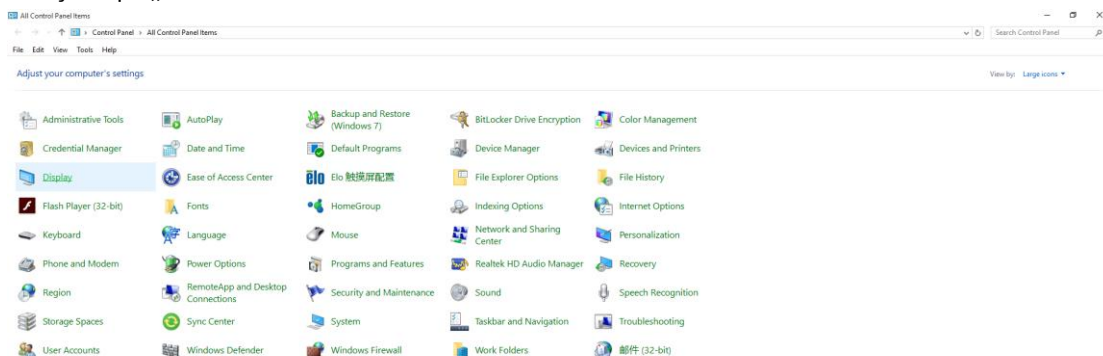 All Control Panel Items
Control Panel > All Control Panel Items
Search Control Panel
File Edit View Tools Help
Adjust your computer's settings
View by: Large icons
Administrative Tools
AutoPlay
Backup and Restore
(Windows 7)
BitLocker Drive Encryption
Color Management
Credential Manager
Date and Time
Default Programs
Device Manager
Devices and Printers
Display
Ease of Access Center
elo
Elo 触摸屏配置
File Explorer Options
File History
Flash Player (32-bit)
Fonts
HomeGroup
Indexing Options
Internet Options
Keyboard
Language
Mouse
Network and Sharing
Center
Personalization
Phone and Modem
Power Options
Programs and Features
Realtek HD Audio Manager
Recovery
Region
RemoteApp and Desktop
Connections
Security and Maintenance
Sound
Speech Recognition
Storage Spaces
Sync Center
System
Taskbar and Navigation
Troubleshooting
User Accounts
Windows Defender
Windows Firewall
Work Folders
邮件 (32-bit)